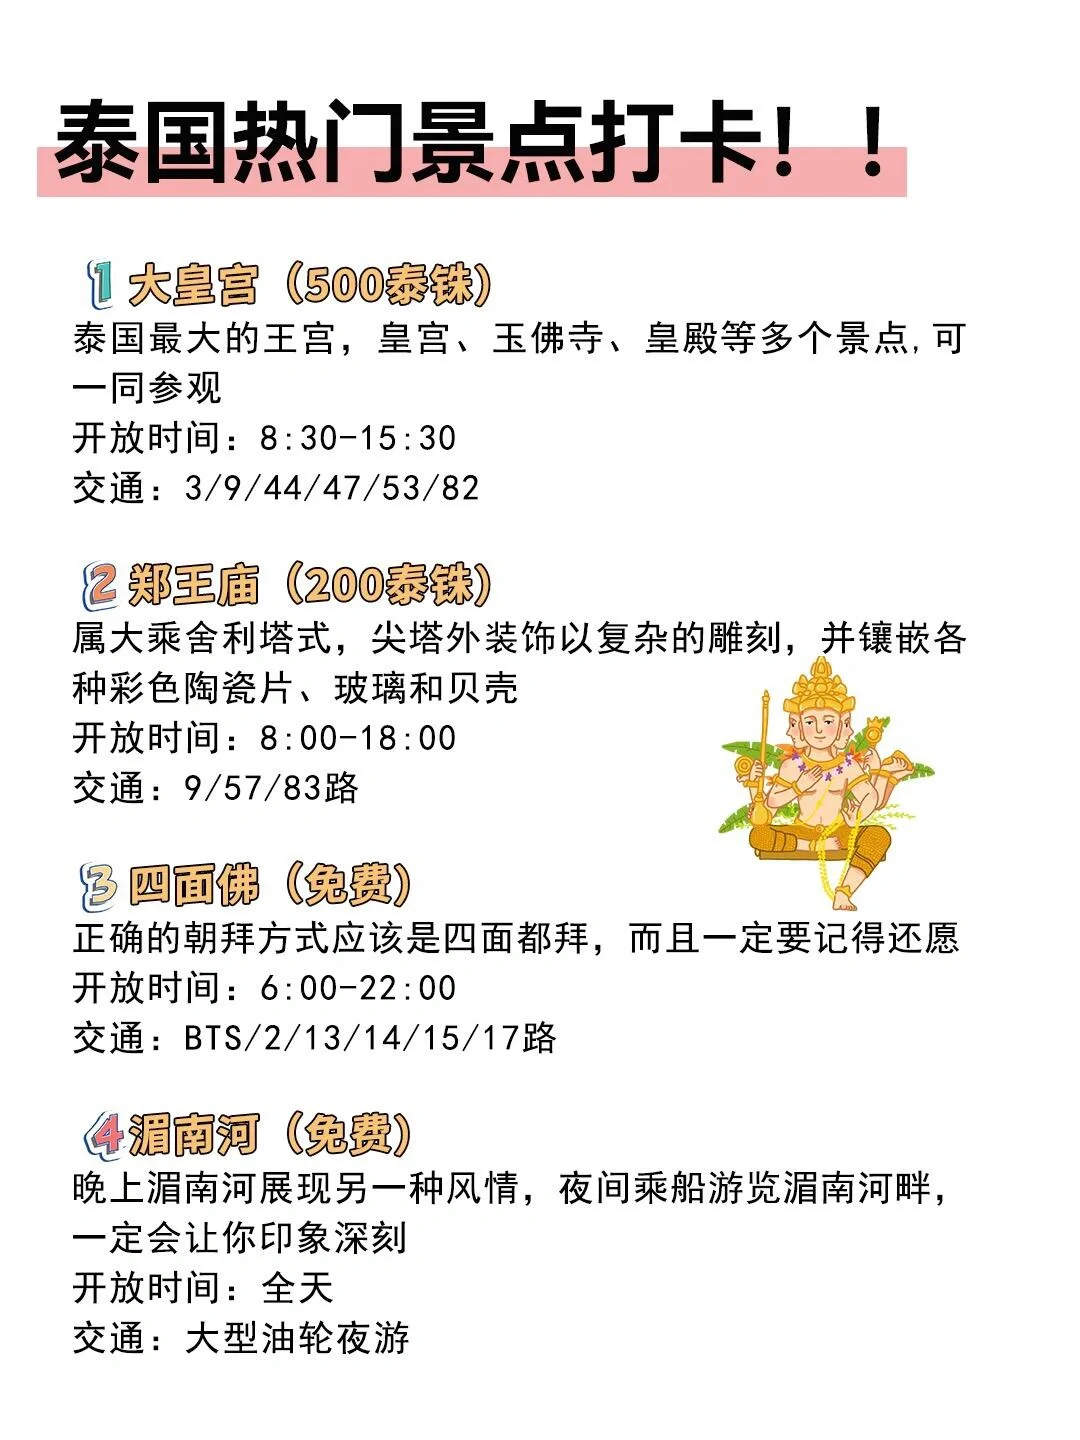 泰国热门景点打卡！！
1 大皇宫（500泰铢）
泰国最大的王宫，皇宫、玉佛寺、皇殿等多个景点,可
一同参观
开放时间：8:30-15:30
交通：3/9/44/47/53/82
2 郑王庙（200泰铢）
属大乘舍利塔式，尖塔外装饰以复杂的雕刻，并镶嵌各
种彩色陶瓷片、玻璃和贝壳
开放时间：8:00-18:00
交通：9/57/83路
3 四面佛（免费）
正确的朝拜方式应该是四面都拜，而且一定要记得还愿
开放时间：6:00-22:00
交通：BTS/2/13/14/15/17路
4 湄南河（免费）
晚上湄南河展现另一种风情，夜间乘船游览湄南河畔，
一定会让你印象深刻
开放时间：全天
交通：大型油轮夜游